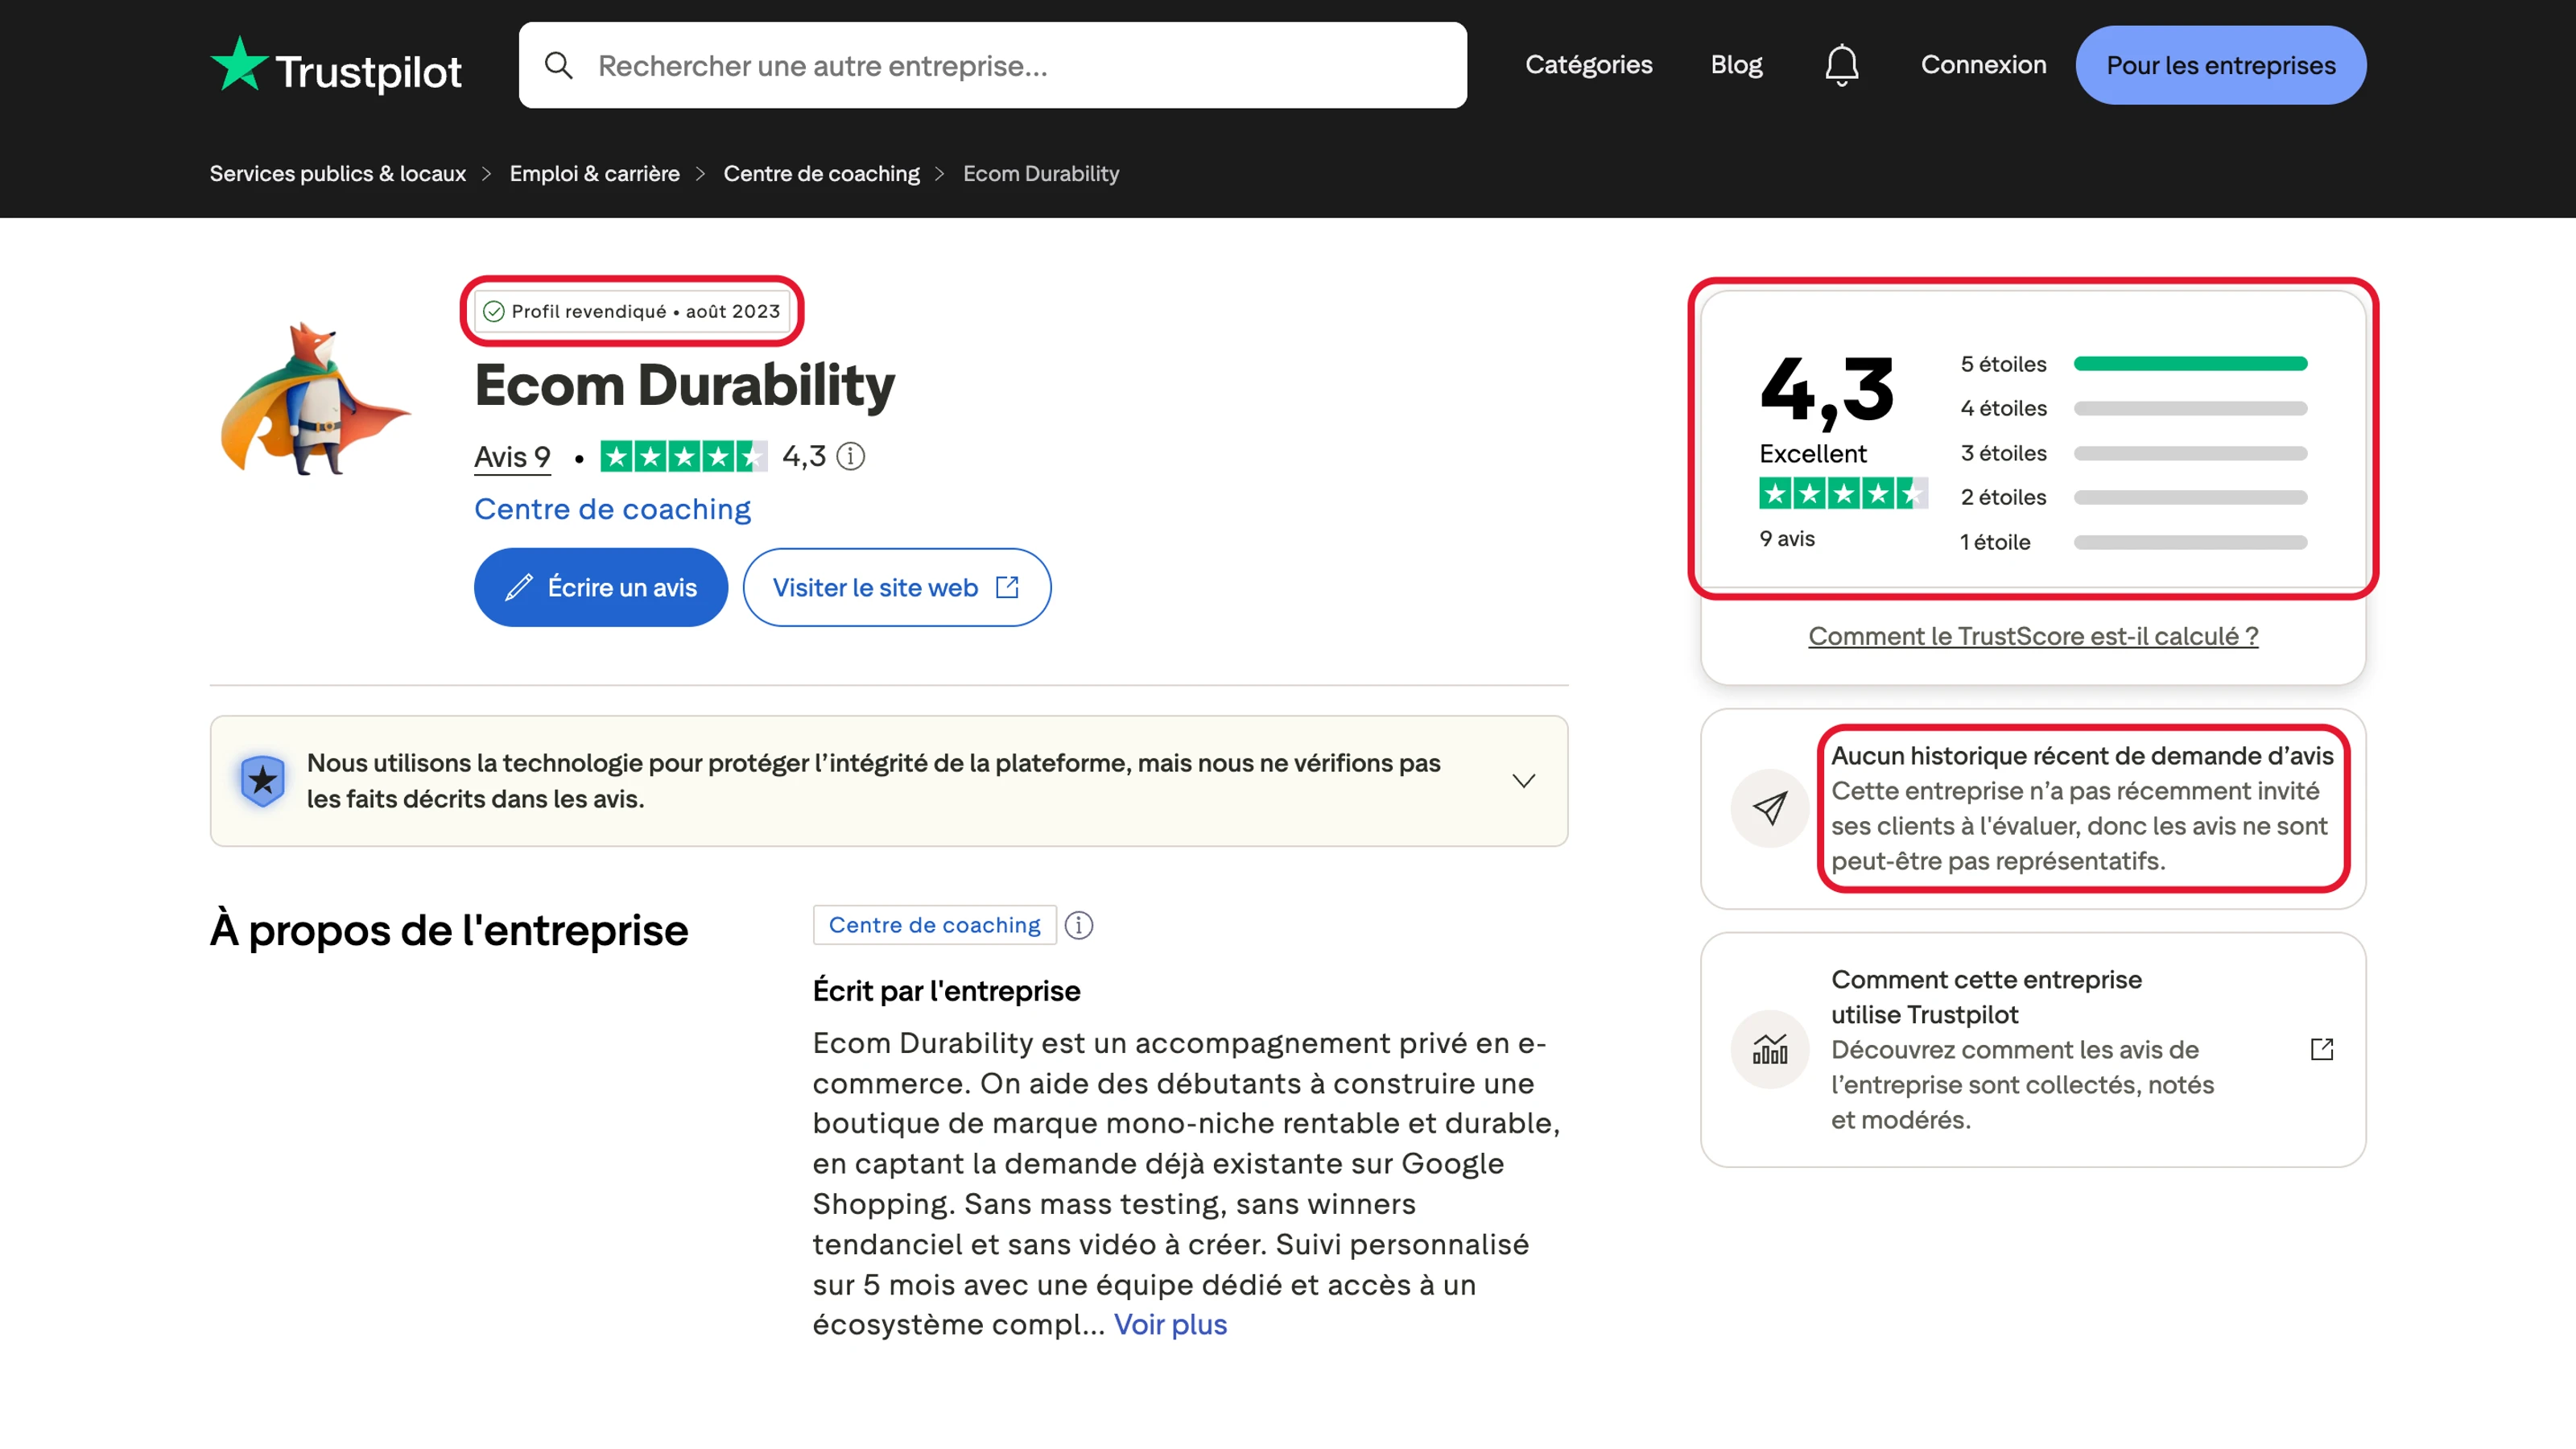 Trustpilot
Rechercher une autre entreprise...
Catégories
Blog
Connexion
Pour les entreprises
Services publics & locaux > Emploi & carrière > Centre de coaching > Ecom Durability
Profil revendiqué • août 2023
Ecom Durability
Avis 9 • 4,3
Centre de coaching
Écrire un avis
Visiter le site web
4,3
Excellent
9 avis
5 étoiles
4 étoiles
3 étoiles
2 étoiles
1 étoile
Comment le TrustScore est-il calculé ?
Nous utilisons la technologie pour protéger l’intégrité de la plateforme, mais nous ne vérifions pas
les faits décrits dans les avis.
Aucun historique récent de demande d’avis
Cette entreprise n’a pas récemment invité
ses clients à l'évaluer, donc les avis ne sont
peut-être pas représentatifs.
À propos de l'entreprise
Centre de coaching
Écrit par l'entreprise
Ecom Durability est un accompagnement privé en e-
commerce. On aide des débutants à construire une
boutique de marque mono-niche rentable et durable,
en captant la demande déjà existante sur Google
Shopping. Sans mass testing, sans winners
tendanciel et sans vidéo à créer. Suivi personnalisé
sur 5 mois avec une équipe dédié et accès à un
écosystème compl... Voir plus
Comment cette entreprise
utilise Trustpilot
Découvrez comment les avis de
l’entreprise sont collectés, notés
et modérés.